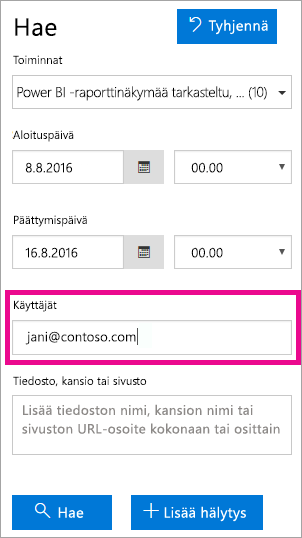 Hae
Tyhjennä
Toiminnat
Power BI -raporttinäkymää tarkasteltu, ... (10)
Aloituspäivä
8.8.2016
00.00
Päättymispäivä
16.8.2016
00.00
Käyttäjät
jani@contoso.com
Tiedosto, kansio tai sivusto
Lisää tiedoston nimi, kansion nimi tai
sivuston URL-osoite kokonaan tai osittain
Hae
Lisää hälytys